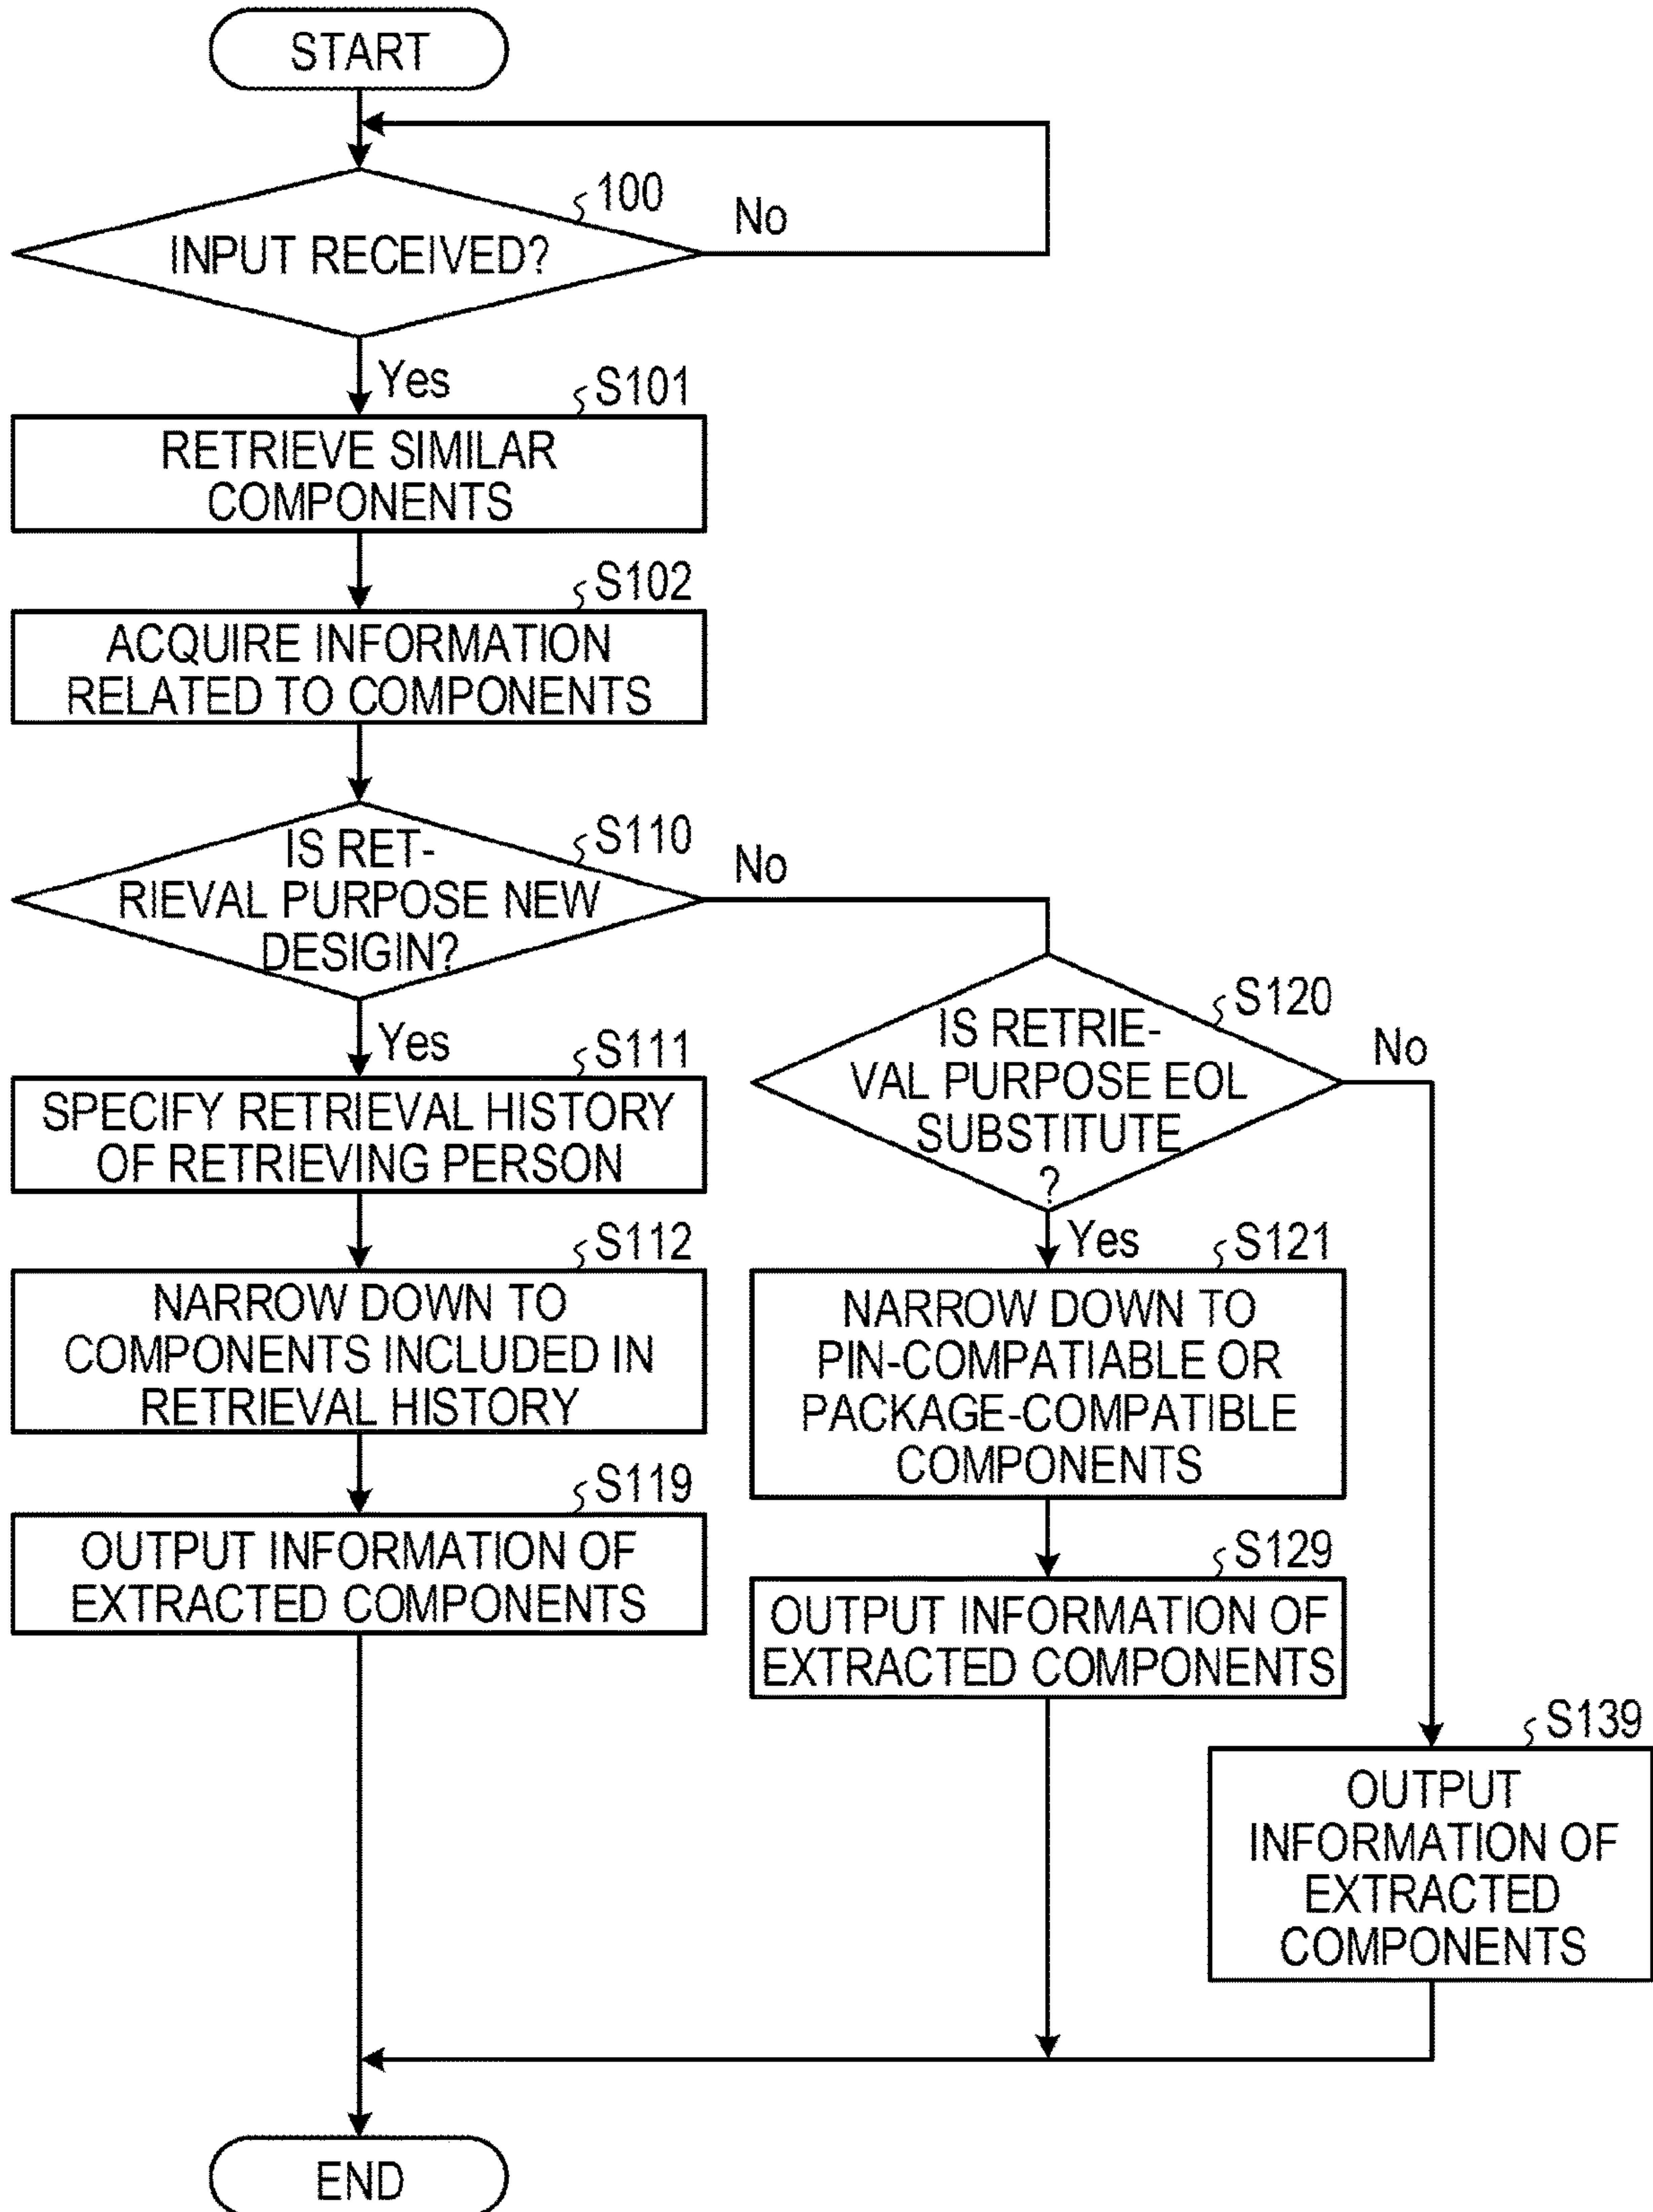 START
100
No
INPUT RECEIVED?
Yes
S101
RETRIEVE SIMILAR
COMPONENTS
S102
ACQUIRE INFORMATION
RELATED TO COMPONENTS
S110
No
IS RET-
RIEVAL PURPOSE NEW
DESIGIN?
Yes
S111
SPECIFY RETRIEVAL HISTORY
OF RETRIEVING PERSON
S112
NARROW DOWN TO
COMPONENTS INCLUDED IN
RETRIEVAL HISTORY
S119
OUTPUT INFORMATION OF
EXTRACTED COMPONENTS
S120
No
IS RETRIE-
VAL PURPOSE EOL
SUBSTITUTE
?
Yes
S121
NARROW DOWN TO
PIN-COMPATIABLE OR
PACKAGE-COMPATIBLE
COMPONENTS
S129
OUTPUT INFORMATION OF
EXTRACTED COMPONENTS
S139
OUTPUT
INFORMATION OF
EXTRACTED
COMPONENTS
END